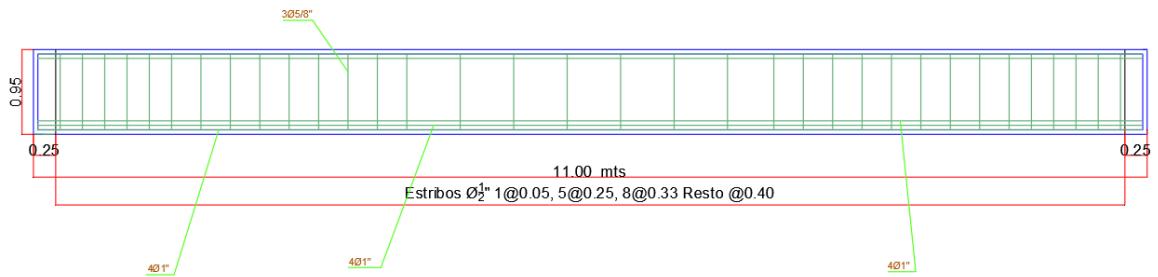 3Ø5/8"
0.95
0.25
0.25
11.00 mts
Estribos Ø½" 1@0.05, 5@0.25, 8@0.33 Resto @0.40
4Ø1"
4Ø1"
4Ø1"